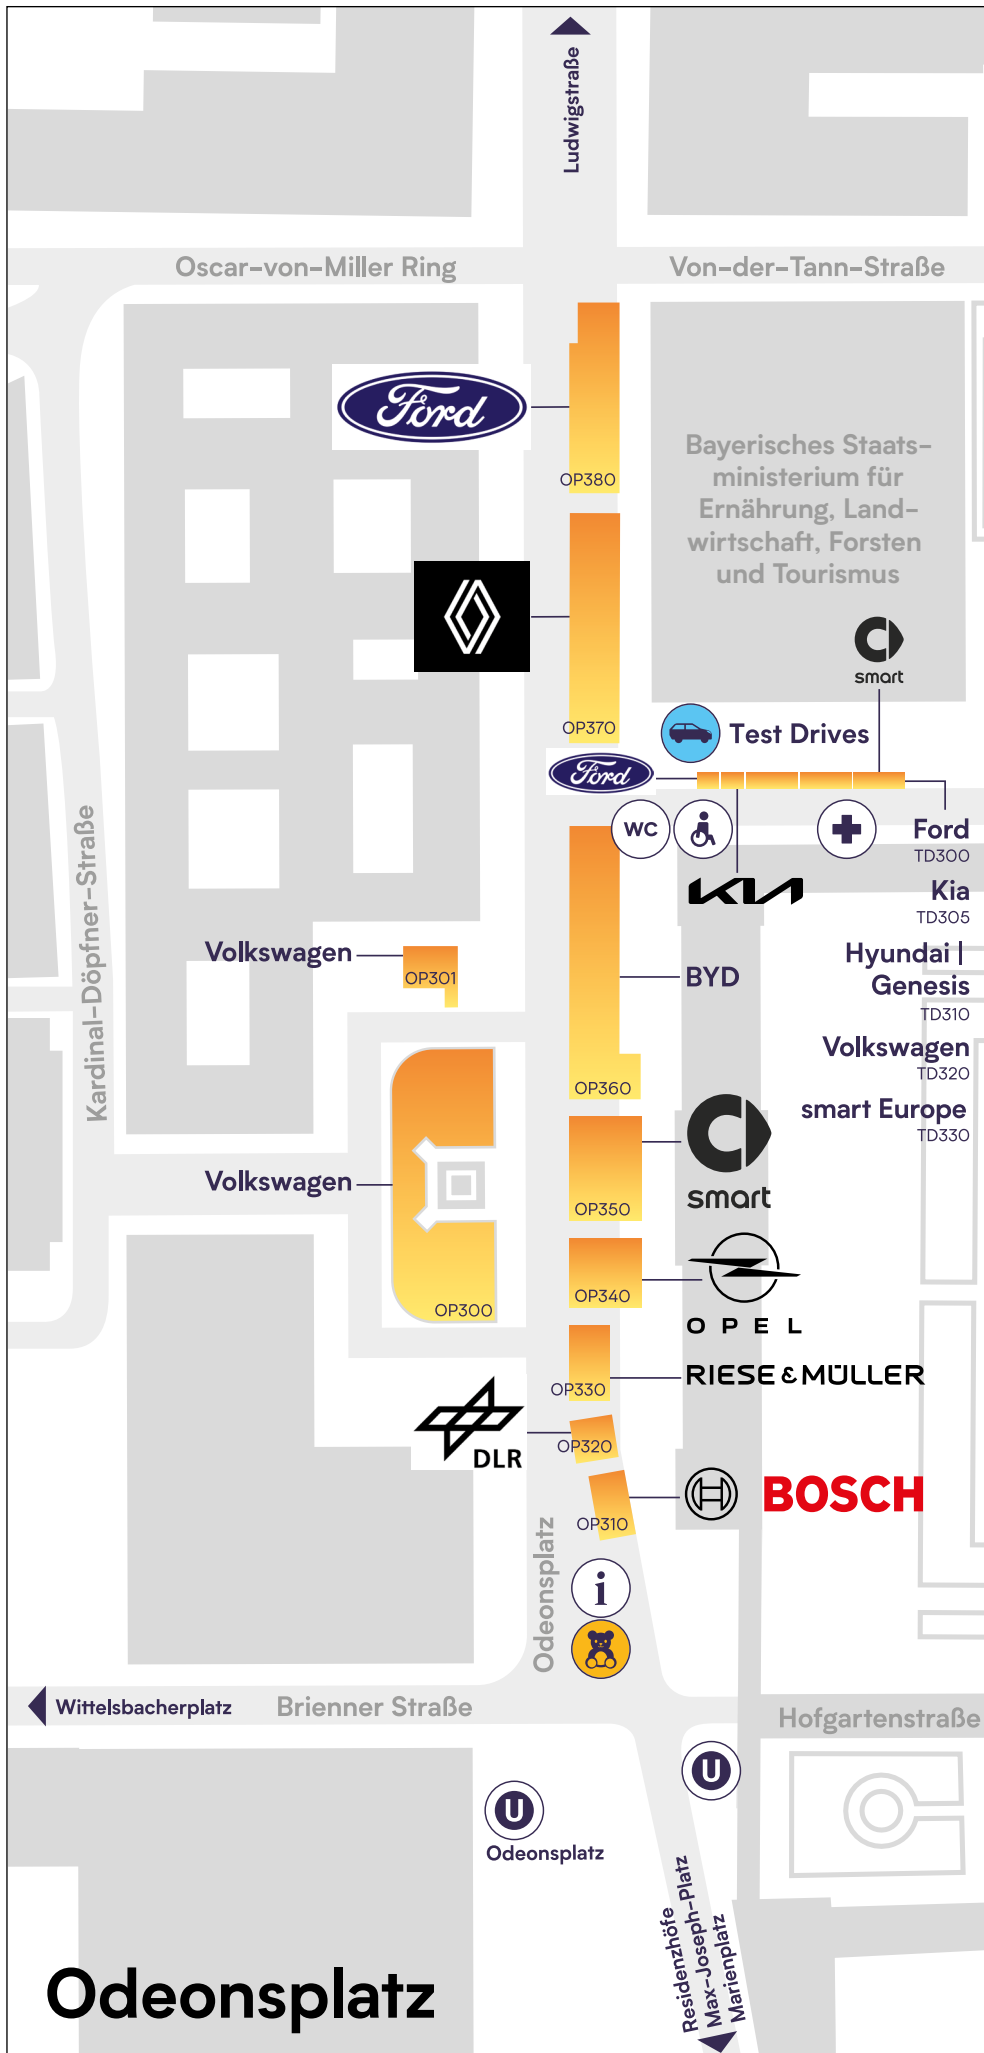 Ludwigstraße
Oscar-von-Miller Ring
Von-der-Tann-Straße
Ford
OP380
Bayerisches Staats-
ministerium für
Ernährung, Land-
wirtschaft, Forsten
und Tourismus
smart
OP370
Test Drives
Ford
WC
Ford
TD300
KIA
Kia
TD305
Kardinal-Döpfner-Straße
Volkswagen
OP301
BYD
Hyundai |
Genesis
TD310
Volkswagen
TD320
OP360
smart Europe
TD330
Volkswagen
smart
OP350
OP340
OP300
OPEL
OP330
RIESE & MÜLLER
DLR
OP320
BOSCH
OP310
Odeonsplatz
i
Wittelsbacherplatz
Brienner Straße
Hofgartenstraße
U
U
Odeonsplatz
Residenzhöfe
Max-Joseph-Platz
Marienplatz
Odeonsplatz